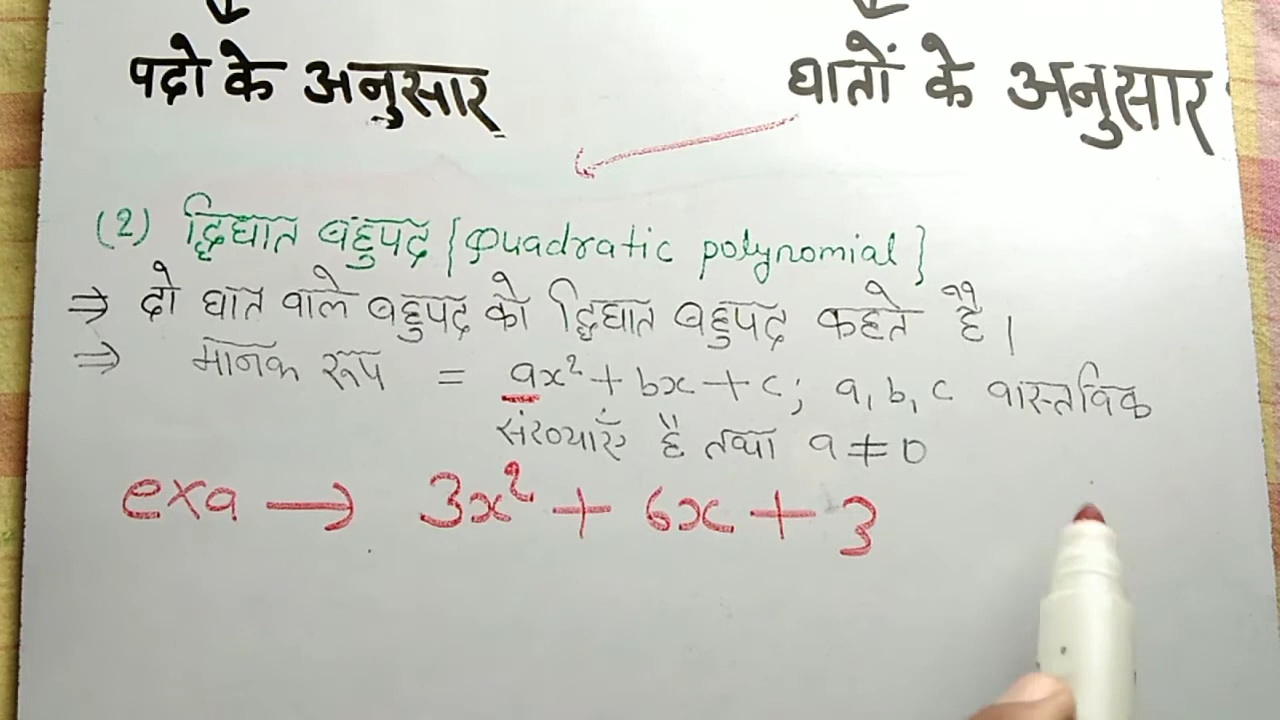 पदो के अनुसार
घातों के अनुसार
(2) द्विघात बहुपद {Quadratic polynomial}
⇒ दो घात वाले बहुपद को द्विघात बहुपद कहते है।
⇒ मानक रूप = ax² + bx + c; a, b, c वास्तविक
संख्याएँ है तथा a ≠ 0
exa → 3x² + 6x + 3